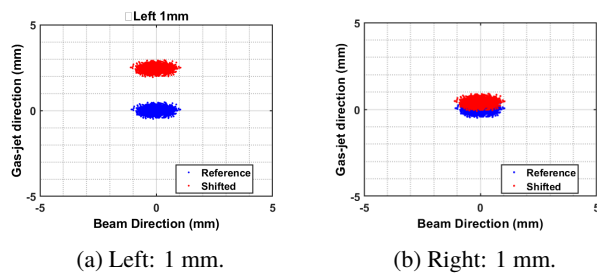 □Left 1mm
Gas-jet direction (mm)
5
0
-5
Reference
Shifted
-5
0
5
Beam Direction (mm)
(a) Left: 1 mm.
Gas-jet direction (mm)
5
0
-5
Reference
Shifted
-5
0
5
Beam Direction (mm)
(b) Right: 1 mm.